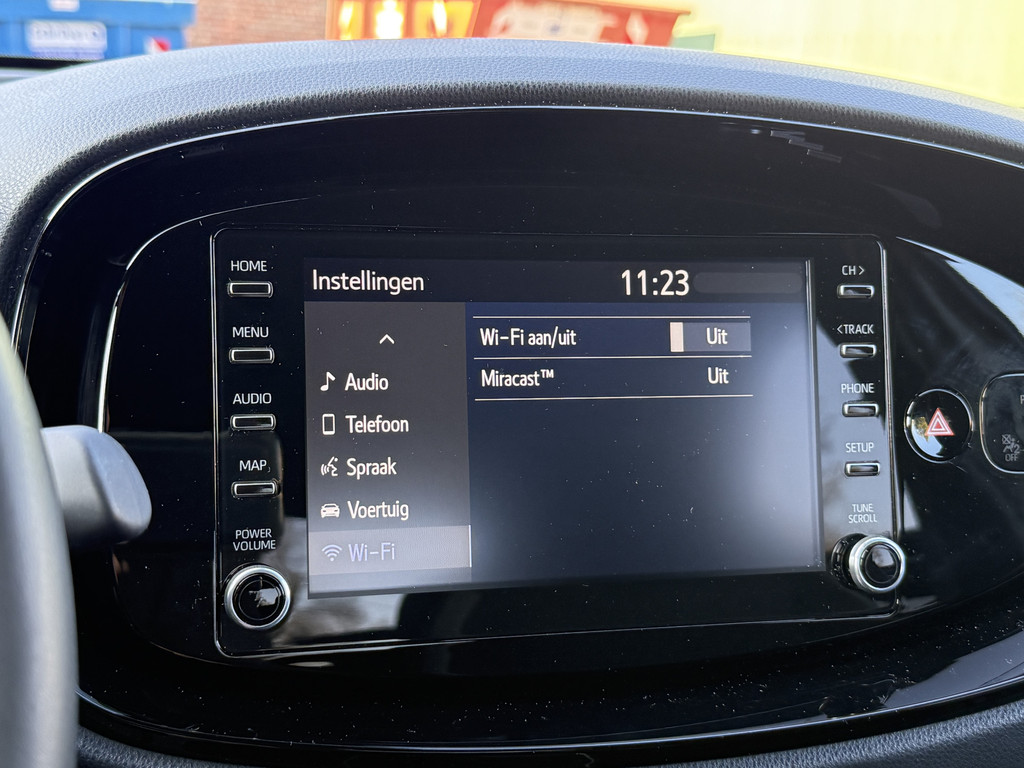 Instellingen 11:23
HOME
MENU
AUDIO
MAP
POWER
VOLUME
Audio
Telefoon
Spraak
Voertuig
Wi-Fi
Wi-Fi aan/uit Uit
Miracast™ Uit
CH >
< TRACK
PHONE
SETUP
TUNE
SCROLL
OFF